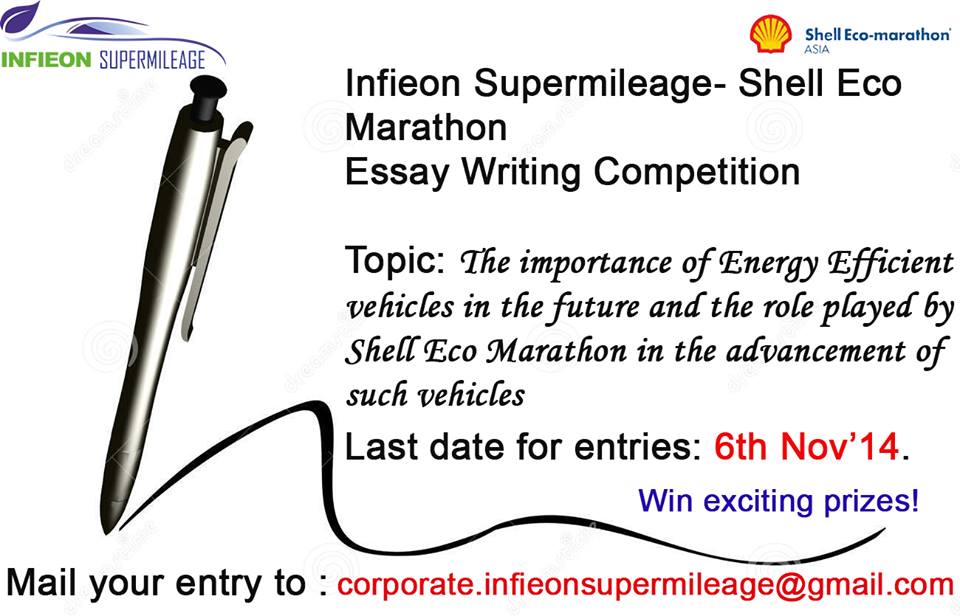 INFIEON SUPERMILEAGE
Shell Eco-marathon
ASIA
Infieon Supermileage- Shell Eco
Marathon
Essay Writing Competition
Topic: The importance of Energy Efficient
vehicles in the future and the role played by
Shell Eco Marathon in the advancement of
such vehicles
Last date for entries: 6th Nov'14.
Win exciting prizes!
Mail your entry to : corporate.infieonsupermileage@gmail.com